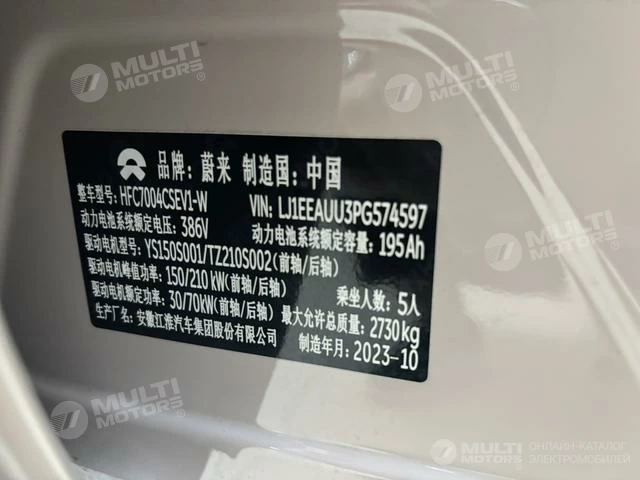 MULTI MOTORS
MULTI MOTORS
品牌: 蔚来 制造国: 中国
整车型号: HFC7004CSEV1-W
VIN: LJ1EEAUU3PG574597
动力电池系统额定电压: 386V
动力电池系统额定容量: 195Ah
驱动电机型号: YS150S001/TZ210S002(前轴/后轴)
驱动电机峰值功率: 150/210kW(前轴/后轴)
乘坐人数: 5人
驱动电机额定功率: 30/70kW(前轴/后轴)
最大允许总质量: 2730kg
生产厂名: 安徽江淮汽车集团股份有限公司
制造年月: 2023-10
MULTI MOTORS
MULTI MOTORS
MULTI MOTORS
ОНЛАЙН-КАТАЛОГ
ЭЛЕКТРОМОБИЛЕЙ